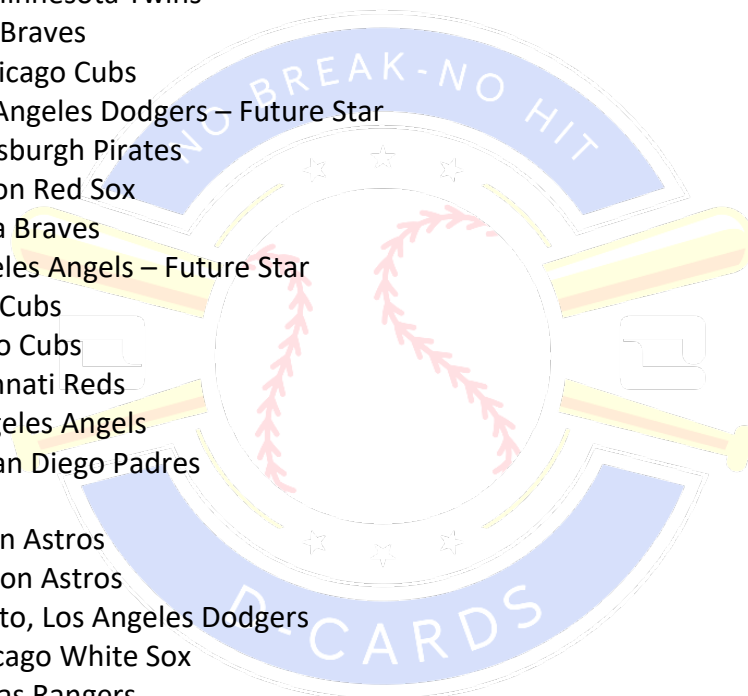 Minnesota Twins
Braves
icago Cubs
Angeles Dodgers – Future Star
sburgh Pirates
on Red Sox
a Braves
eles Angels – Future Star
Cubs
o Cubs
nnati Reds
geles Angels
an Diego Padres
n Astros
on Astros
to, Los Angeles Dodgers
cago White Sox
as Rangers
NO BREAK-NO HIT
D-CARDS